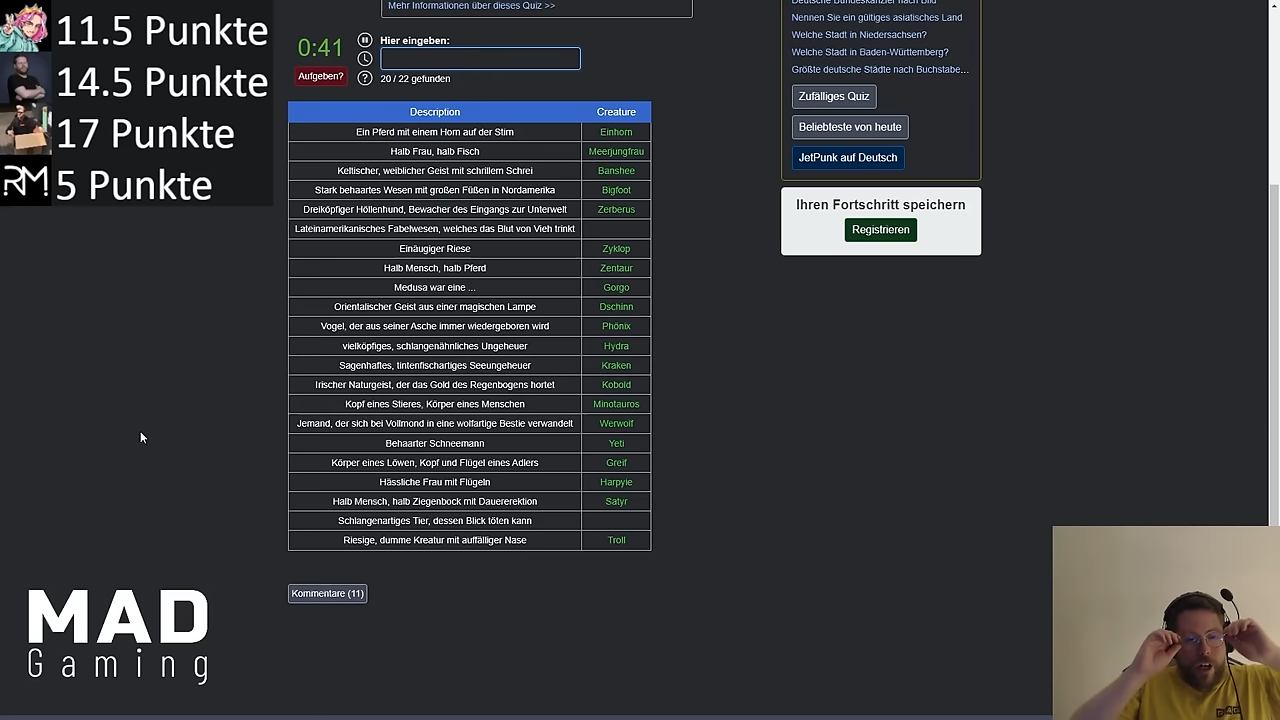 11.5 Punkte
14.5 Punkte
17 Punkte
RM 5 Punkte
Mehr Informationen über dieses Quiz >>
0:41
Hier eingeben:
Aufgeben?
20 / 22 gefunden
Description Creature
Ein Pferd mit einem Horn auf der Stirn Einhorn
Halb Frau, halb Fisch Meerjungfrau
Keltischer, weiblicher Geist mit schrillem Schrei Banshee
Stark behaartes Wesen mit großen Füßen in Nordamerika Bigfoot
Dreiköpfiger Höllenhund, Bewacher des Eingangs zur Unterwelt Zerberus
Lateinamerikanisches Fabelwesen, welches das Blut von Vieh trinkt
Einäugiger Riese Zyklop
Halb Mensch, halb Pferd Zentaur
Medusa war eine ... Gorgo
Orientalischer Geist aus einer magischen Lampe Dschinn
Vogel, der aus seiner Asche immer wiedergeboren wird Phönix
vielköpfiges, schlangenähnliches Ungeheuer Hydra
Sagenhaftes, tintenfischartiges Seeungeheuer Kraken
Irischer Naturgeist, der das Gold des Regenbogens hortet Kobold
Kopf eines Stieres, Körper eines Menschen Minotauros
Jemand, der sich bei Vollmond in eine wolfartige Bestie verwandelt Werwolf
Behaarter Schneemann Yeti
Körper eines Löwen, Kopf und Flügel eines Adlers Greif
Hässliche Frau mit Flügeln Harpyie
Halb Mensch, halb Ziegenbock mit Dauererektion Satyr
Schlangenartiges Tier, dessen Blick töten kann
Riesige, dumme Kreatur mit auffälliger Nase Troll
Kommentare (11)
Deutsche Bundeskanzler nach Bild
Nennen Sie ein gültiges asiatisches Land
Welche Stadt in Niedersachsen?
Welche Stadt in Baden-Württemberg?
Größte deutsche Städte nach Buchstabe...
Zufälliges Quiz
Beliebteste von heute
JetPunk auf Deutsch
Ihren Fortschritt speichern
Registrieren
MAD
Gaming